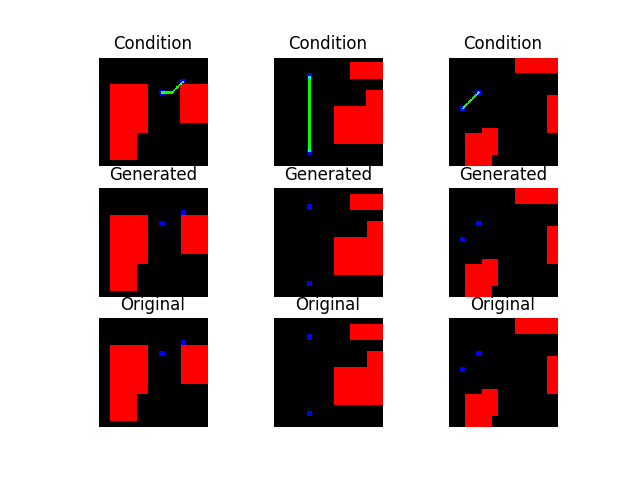 Condition Condition Condition
Generated Generated Generated
Original Original Original